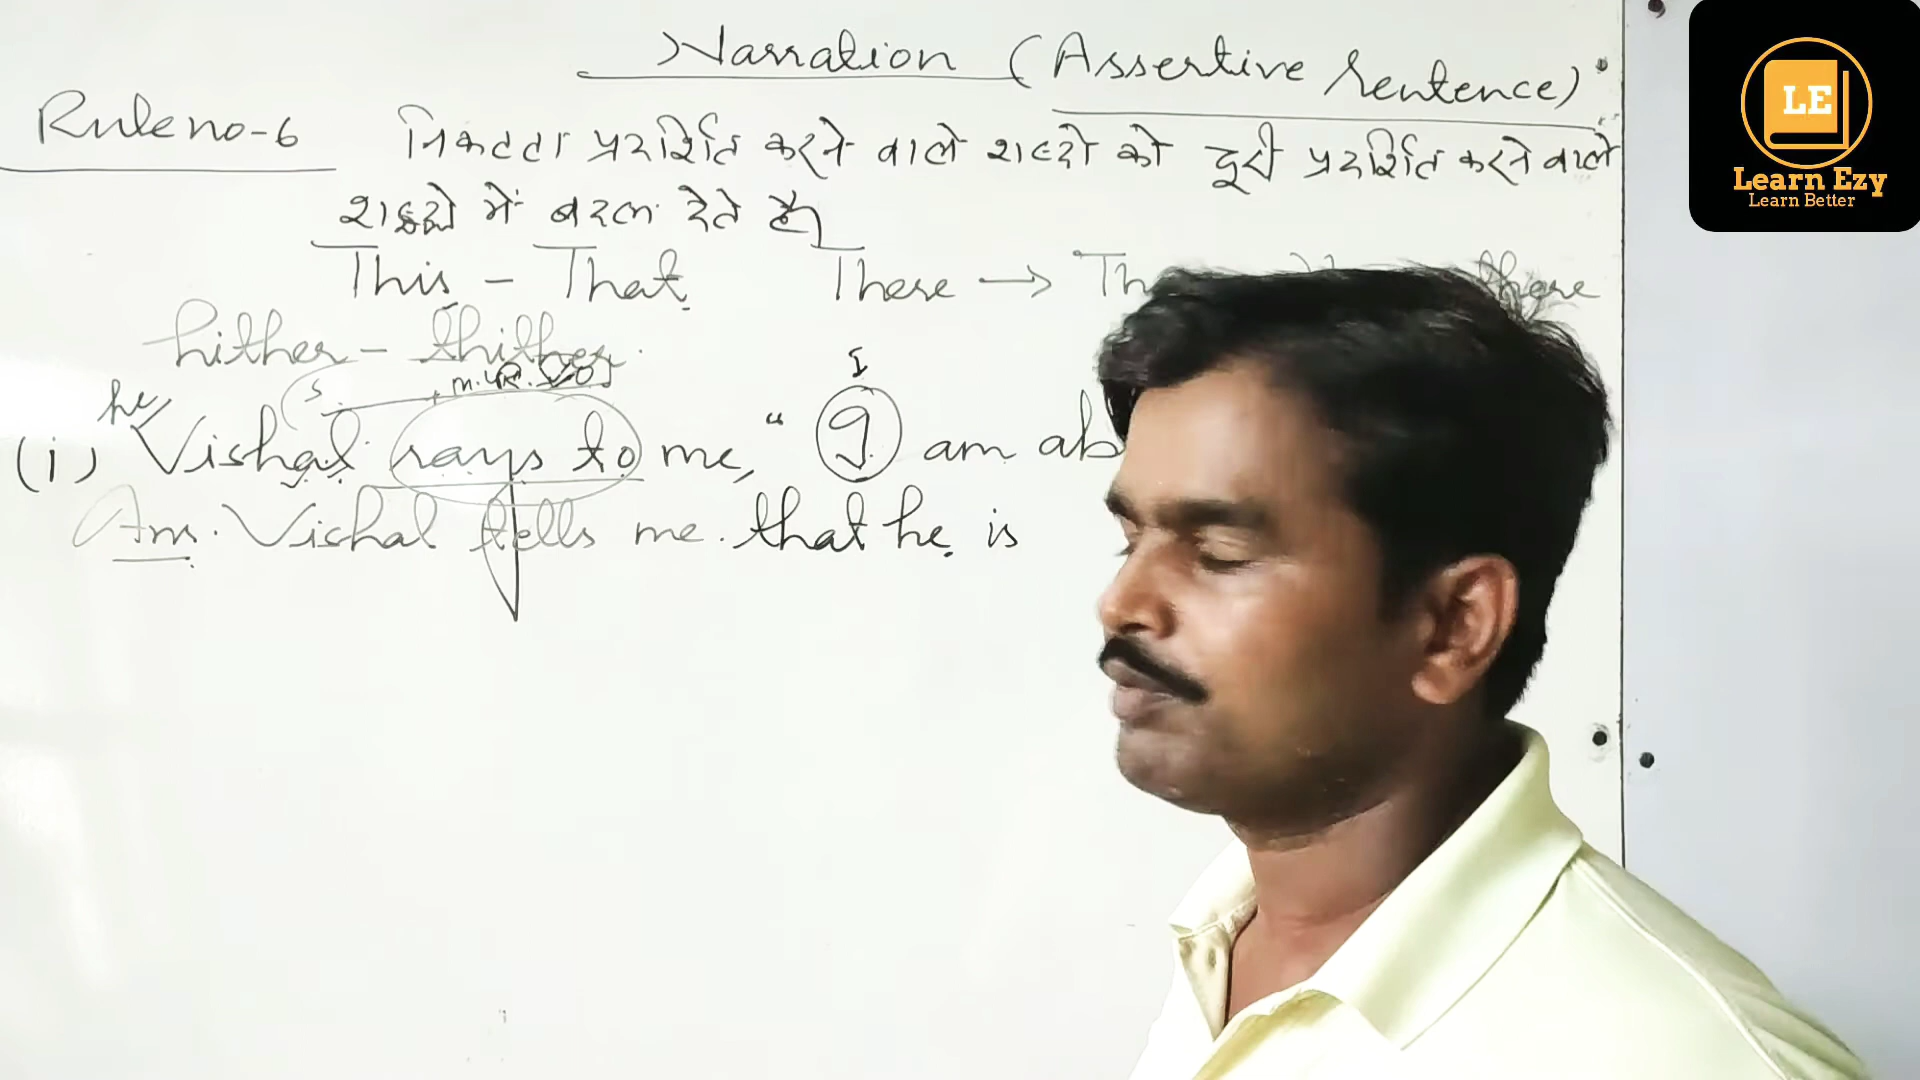 Narration (Assertive Sentence)
Rule no-6 निकटता प्रदर्शित करने वाले शब्दों को दूरी प्रदर्शित करने वाले
शब्दों में बदल देते हैं।
This - That. These → Th there
hither - thither.
he S I
(i) Vishal says to me, " I am ab
Ans. Vishal tells me. that he is
LE
Learn Ezy
Learn Better